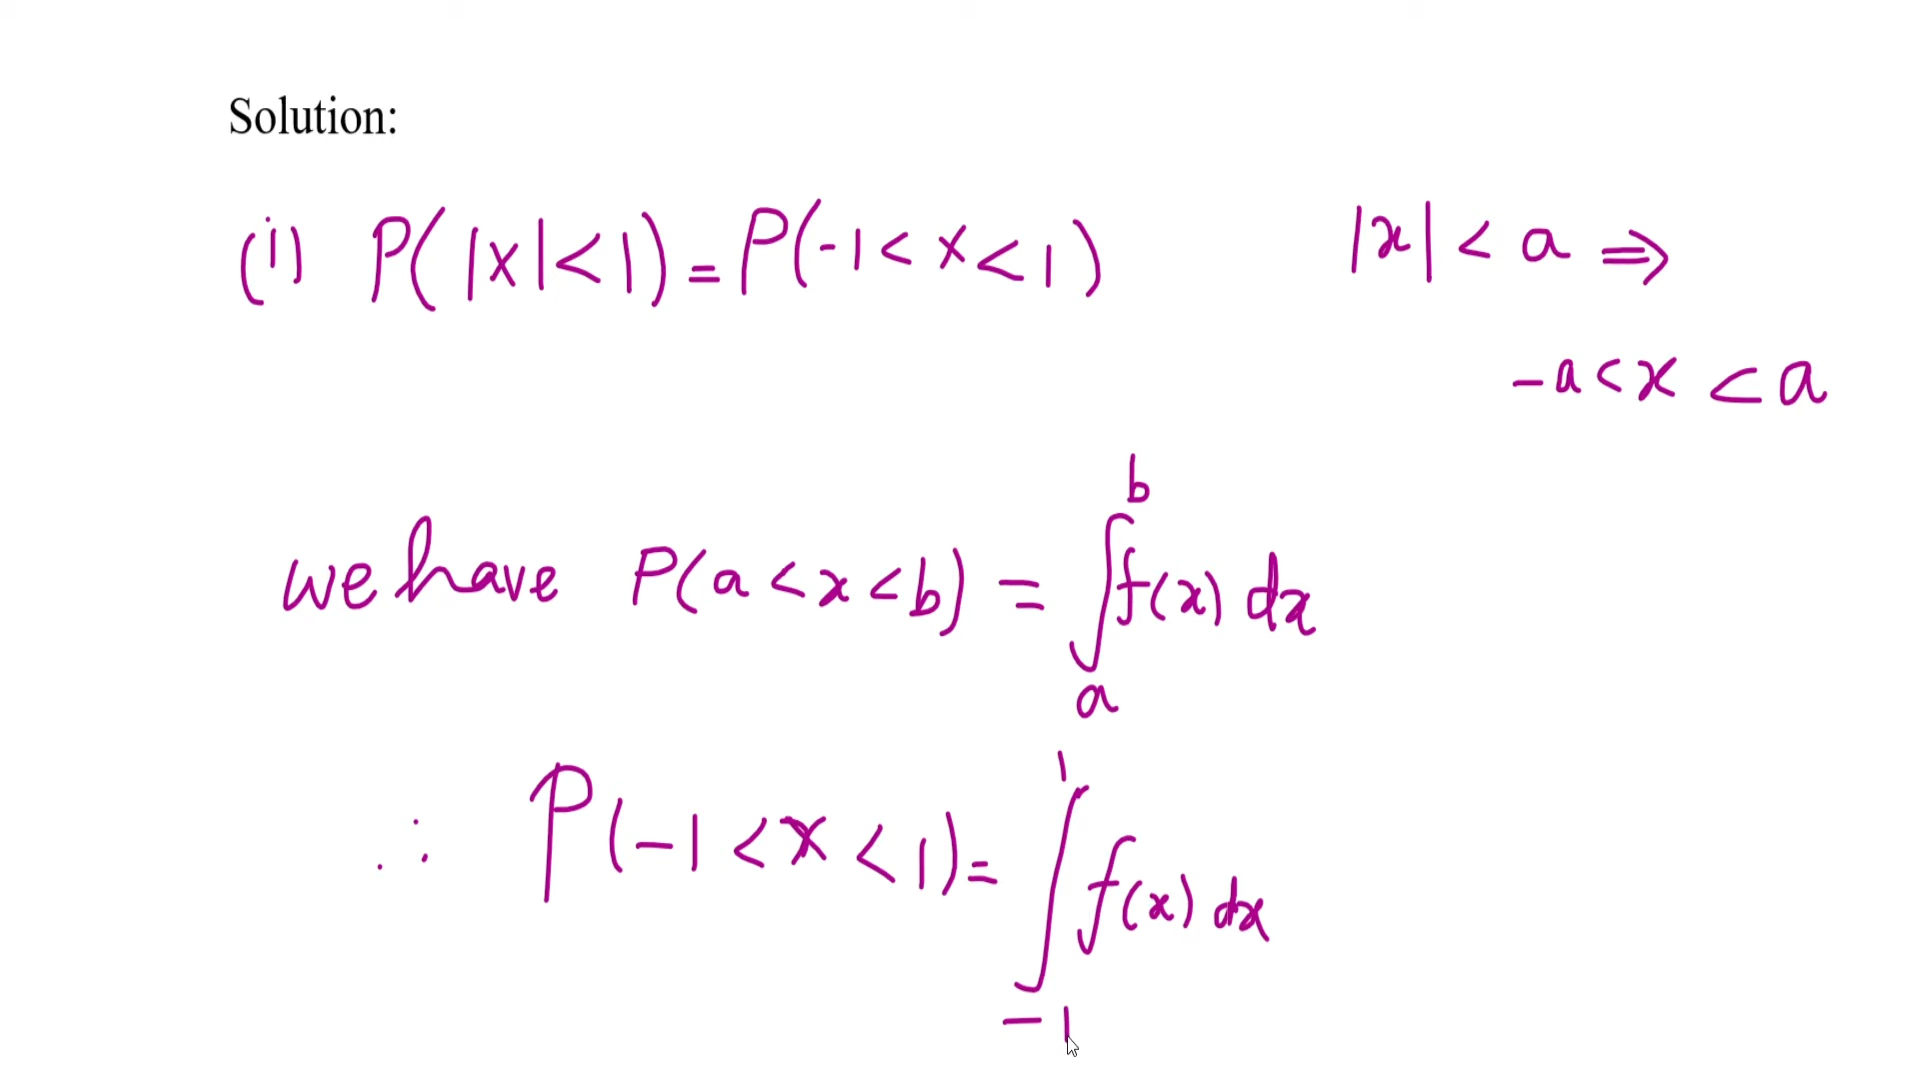 Solution:
(i) P(|X|<1) = P(-1<X<1)
|x| < a ⇒
-a < x < a
we have P(a<x<b) = ∫_a^b f(x) dx
∴ P(-1<X<1) = ∫_{-1}^1 f(x) dx